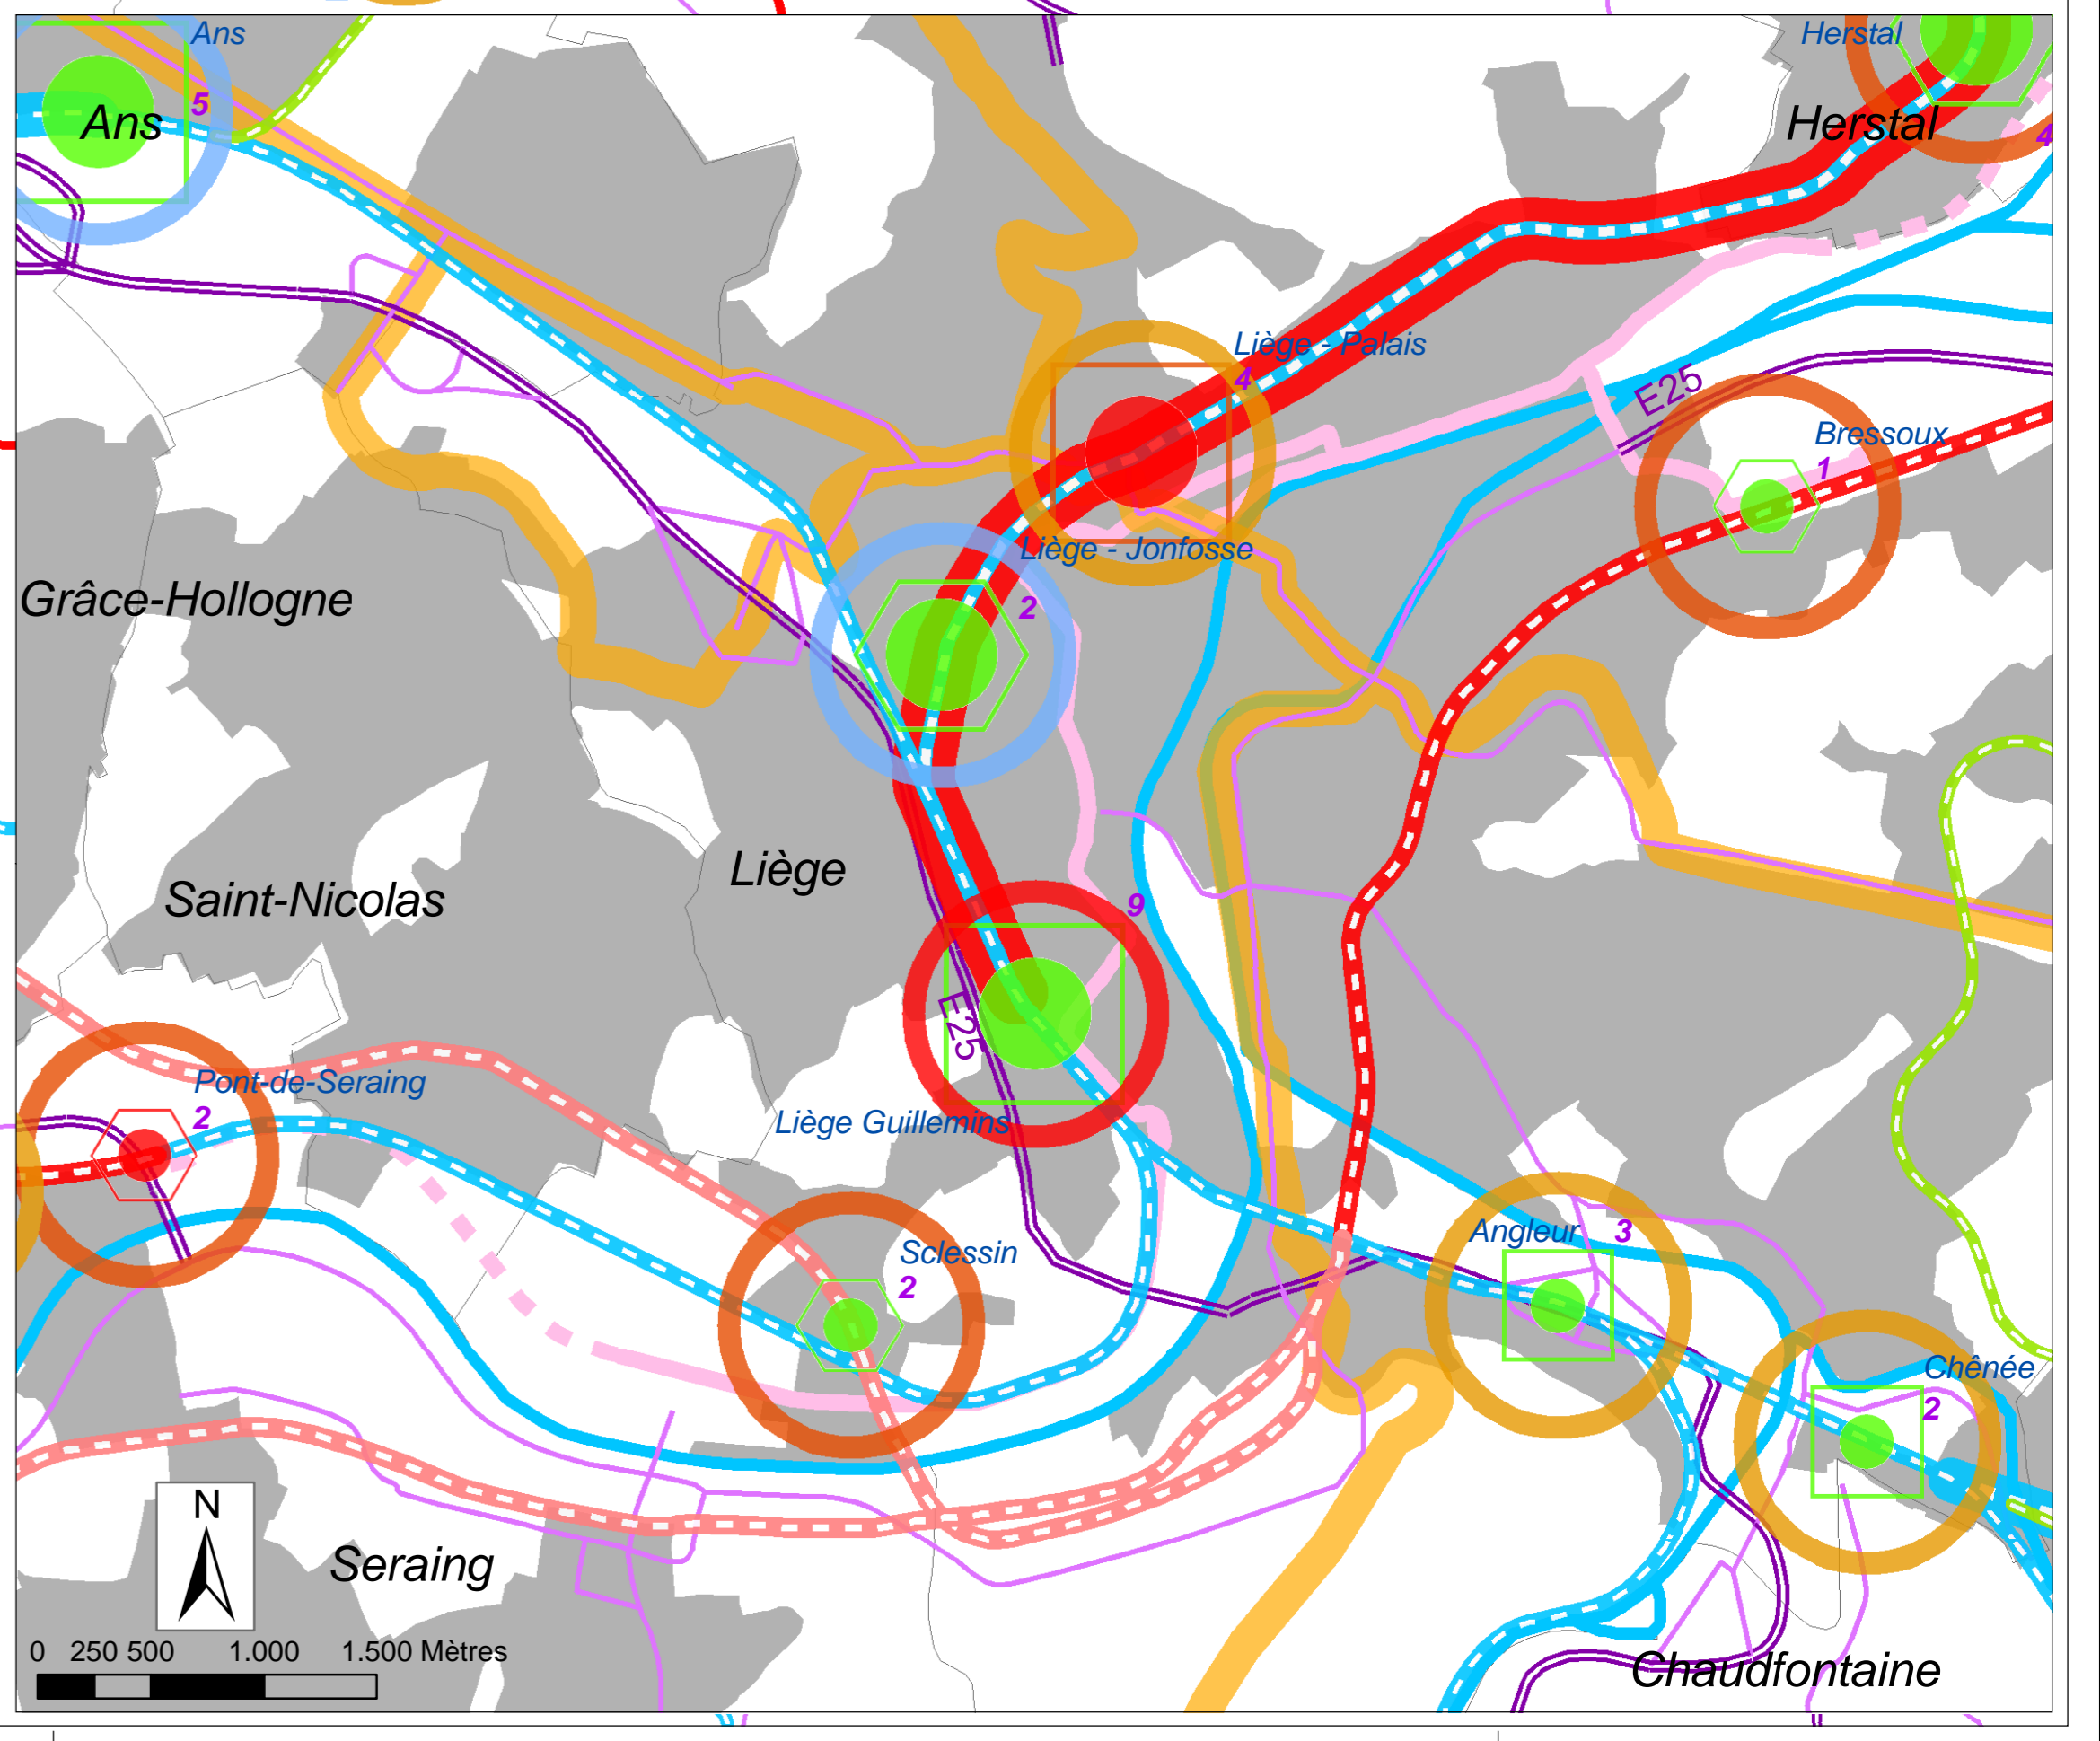 Ans
Herstal
5
Ans
Herstal
4
Liège - Palais
4
E25
Bressoux
1
Liège - Jonfosse
2
Grâce-Hollogne
Liège
Saint-Nicolas
9
E25
Pont-de-Seraing
2
Liège Guillemins
Sclessin
2
Angleur
3
Chênée
2
N
Seraing
0 250 500 1.000 1.500 Mètres
Chaudfontaine